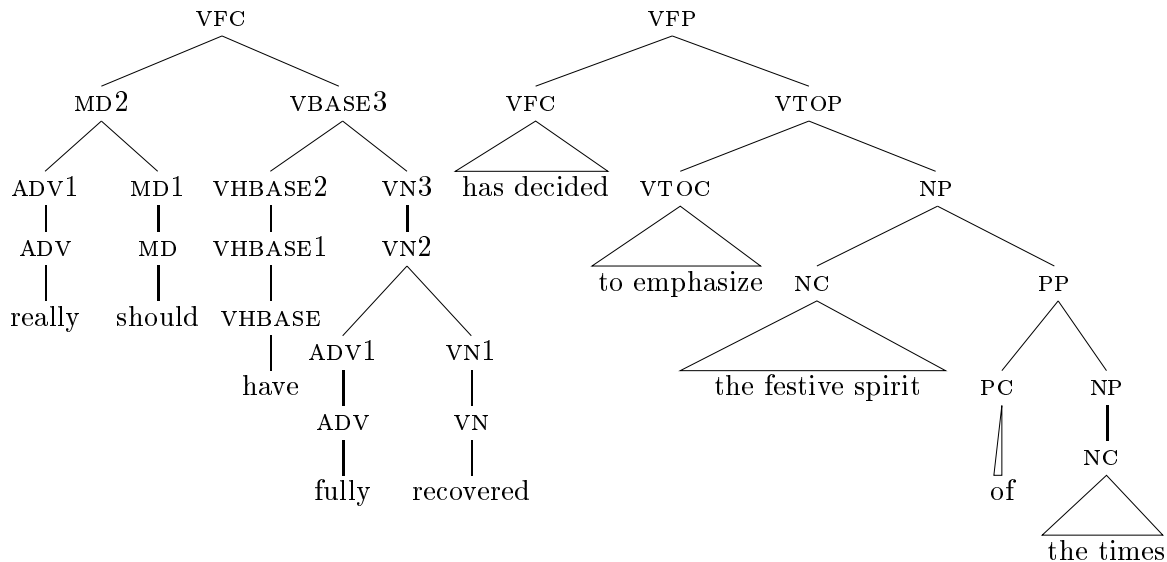 VFC VFP
MD2 VBASE3 VFC VTOP
ADV1 MD1 VHBASE2 VN3 has decided VTOC NP
ADV MD VHBASE1 VN2
to emphasize NC PP
really should VHBASE
ADV1 VN1
have the festive spirit PC NP
ADV VN
NC
fully recovered of
the times